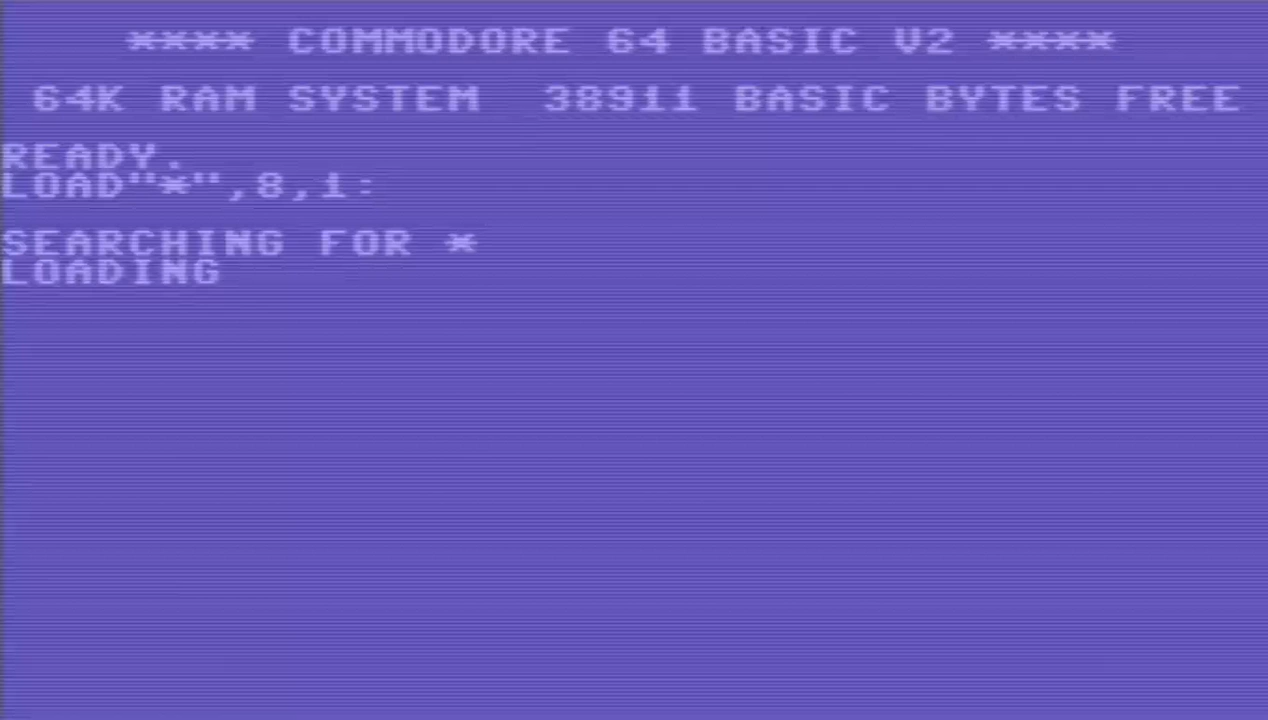 **** COMMODORE 64 BASIC V2 ****
64K RAM SYSTEM  38911 BASIC BYTES FREE
READY.
LOAD"*",8,1:
SEARCHING FOR *
LOADING